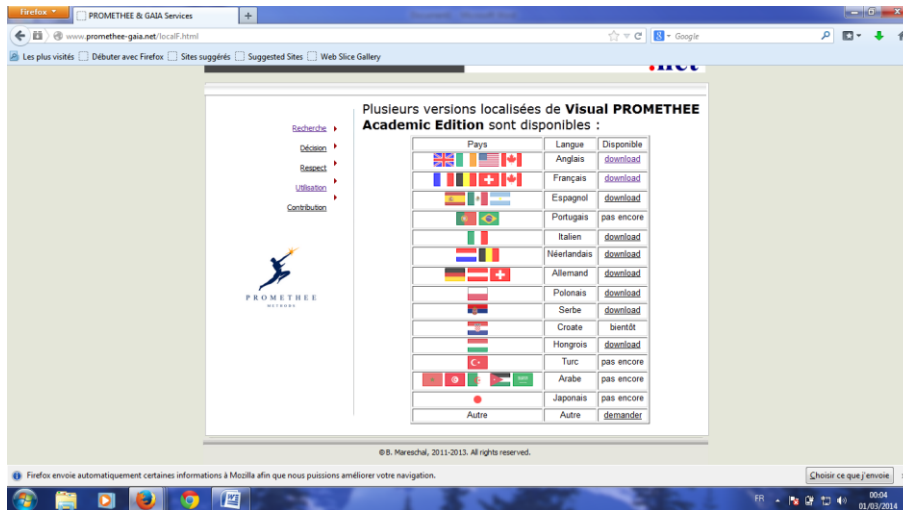 Firefox
PROMETHEE & GAIA Services
www.promethee-gaia.net/localF.html
Google
Les plus visités
Débuter avec Firefox
Sites suggérés
Suggested Sites
Web Slice Gallery
Plusieurs versions localisées de Visual PROMETHEE
Academic Edition sont disponibles :
Recherche
Décision
Respect
Utilisation
Contribution
PROMETHEE
Pays Langue Disponible
Anglais download
Français download
Espagnol download
Portugais pas encore
Italien download
Néerlandais download
Allemand download
Polonais download
Serbe download
Croate bientôt
Hongrois download
Turc pas encore
Arabe pas encore
Japonais pas encore
Autre Autre demander
© B. Mareschal, 2011-2013. All rights reserved.
Firefox envoie automatiquement certaines informations à Mozilla afin que nous puissions améliorer votre navigation.
Choisir ce que j'envoie
FR
00:04
01/03/2014